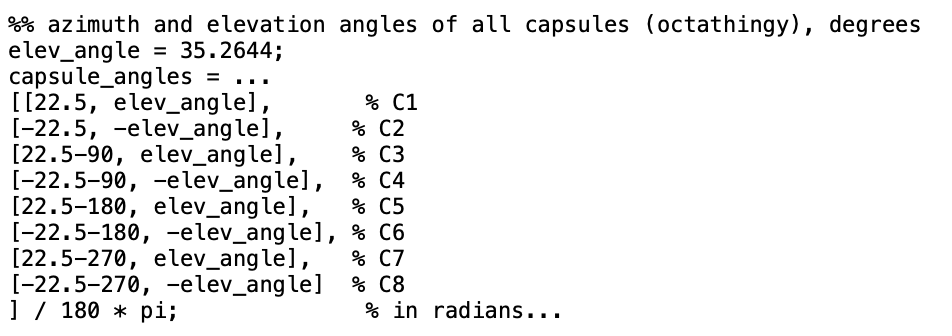 %% azimuth and elevation angles of all capsules (octathingy), degrees
elev_angle = 35.2644;
capsule_angles = ...
[[22.5, elev_angle],       % C1
[-22.5, -elev_angle],     % C2
[22.5-90, elev_angle],    % C3
[-22.5-90, -elev_angle],  % C4
[22.5-180, elev_angle],   % C5
[-22.5-180, -elev_angle], % C6
[22.5-270, elev_angle],   % C7
[-22.5-270, -elev_angle]  % C8
] / 180 * pi;              % in radians...